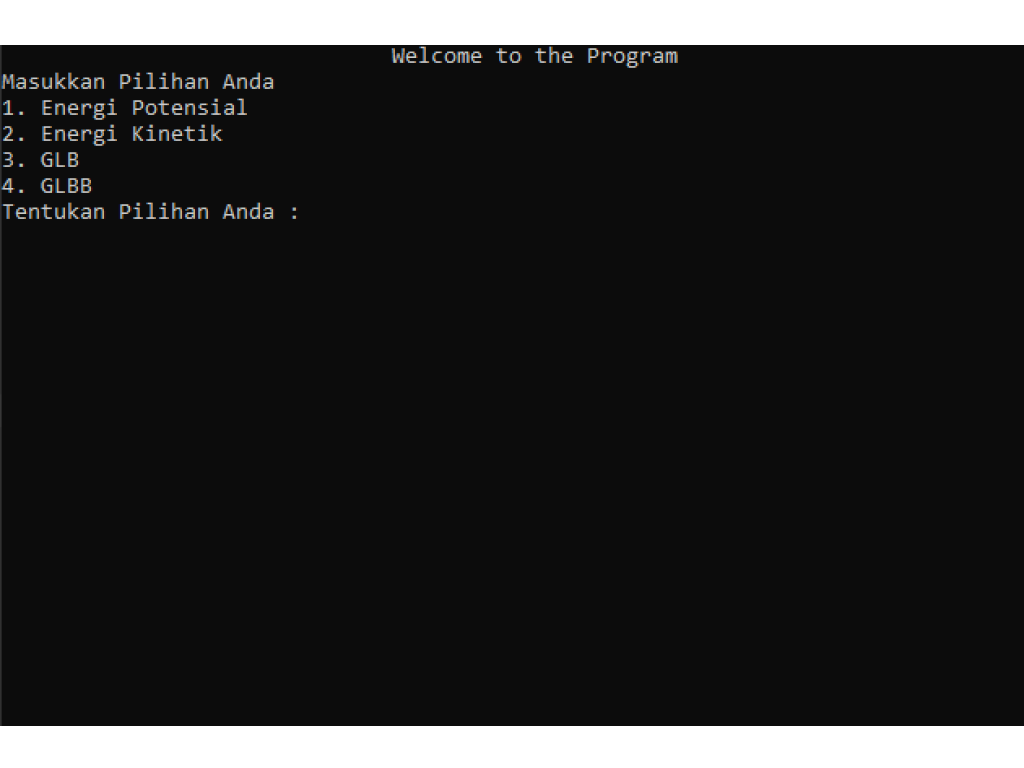 Welcome to the Program
Masukkan Pilihan Anda
1. Energi Potensial
2. Energi Kinetik
3. GLB
4. GLBB
Tentukan Pilihan Anda :